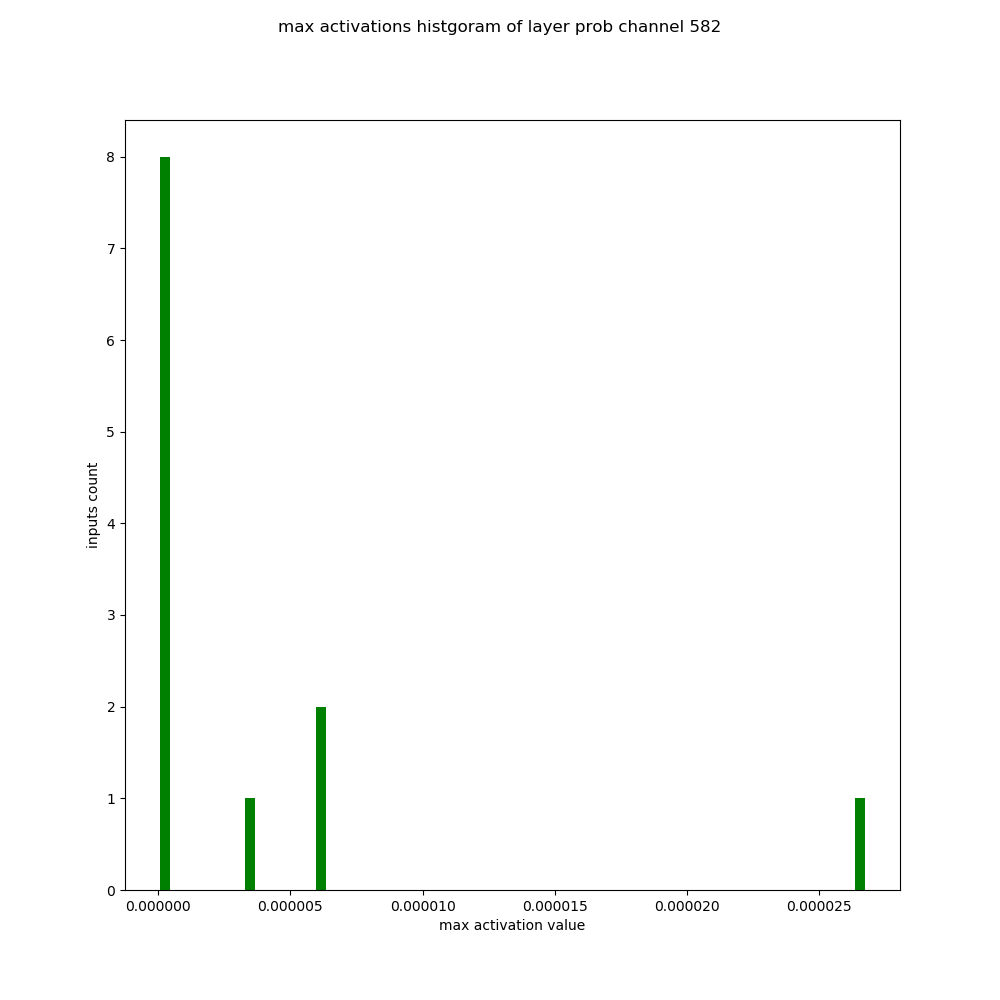 max activations histgoram of layer prob channel 582
8
7
6
5
4
3
2
1
0
inputs count
0.000000 0.000005 0.000010 0.000015 0.000020 0.000025
max activation value